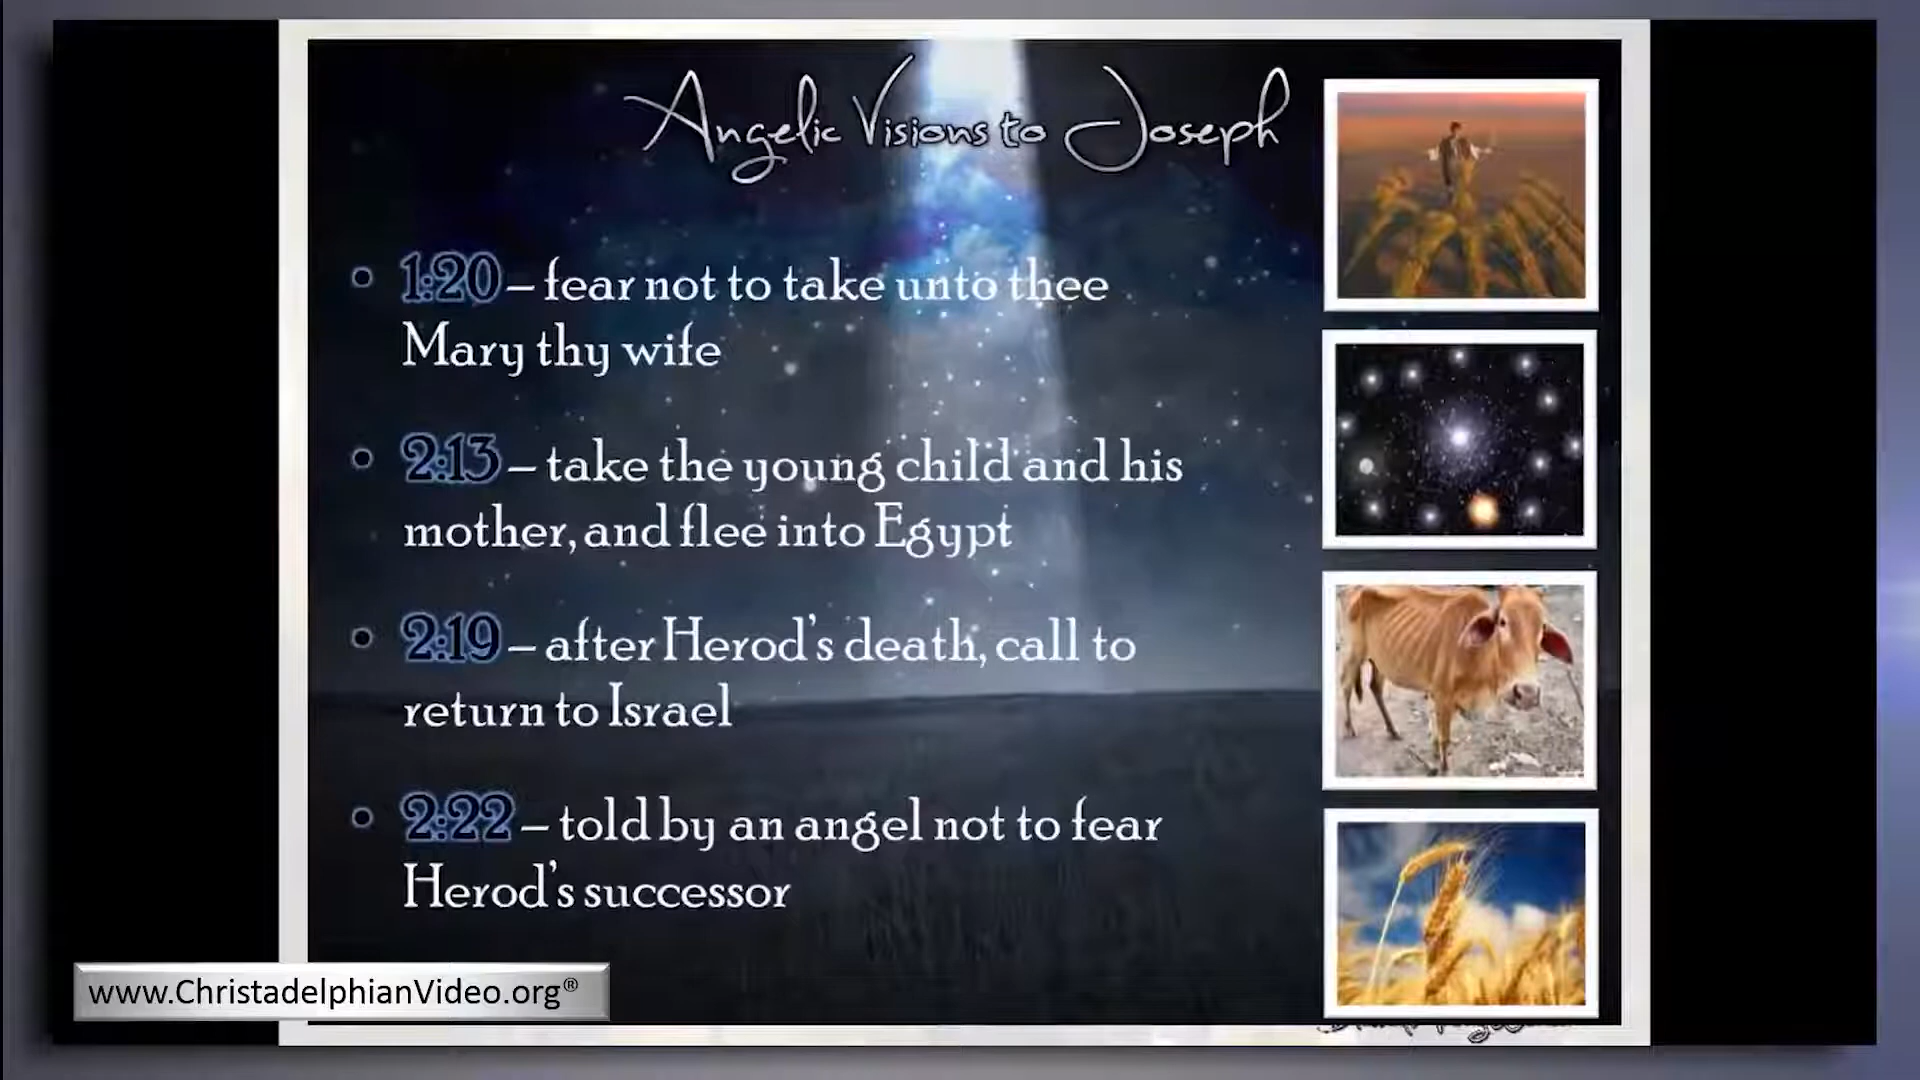 Angelic Visions to Joseph
• 1:20 – fear not to take unto thee
Mary thy wife
• 2:13 – take the young child and his
mother, and flee into Egypt
• 2:19 – after Herod's death, call to
return to Israel
• 2:22 – told by an angel not to fear
Herod's successor
www.ChristadelphianVideo.org®